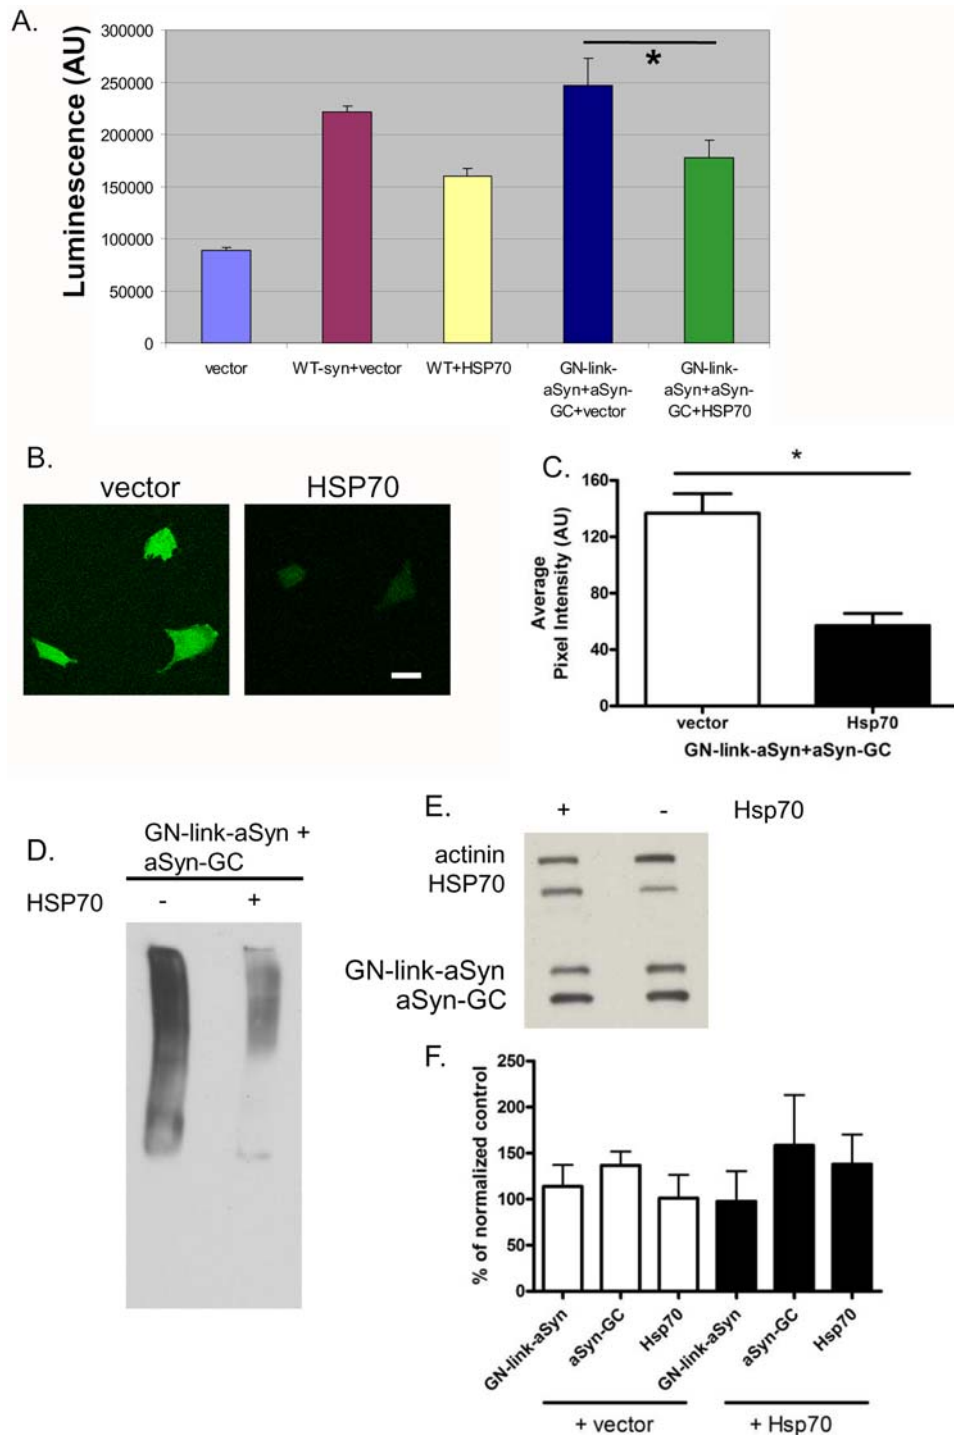 A.
Luminescence (AU)
300000
250000
200000
150000
100000
50000
0
*
vector
WT-syn+vector
WT+HSP70
GN-link-
aSyn+aSyn-
GC+vector
GN-link-
aSyn+aSyn-
GC+HSP70
B.
vector
HSP70
C.
Average
Pixel Intensity (AU)
160
120
80
40
0
*
vector
Hsp70
GN-link-aSyn+aSyn-GC
D.
GN-link-aSyn +
aSyn-GC
HSP70 - +
E.
+ - Hsp70
actinin
HSP70
GN-link-aSyn
aSyn-GC
F.
% of normalized control
250
200
150
100
50
0
GN-link-aSyn
aSyn-GC
Hsp70
GN-link-aSyn
aSyn-GC
Hsp70
+ vector
+ Hsp70